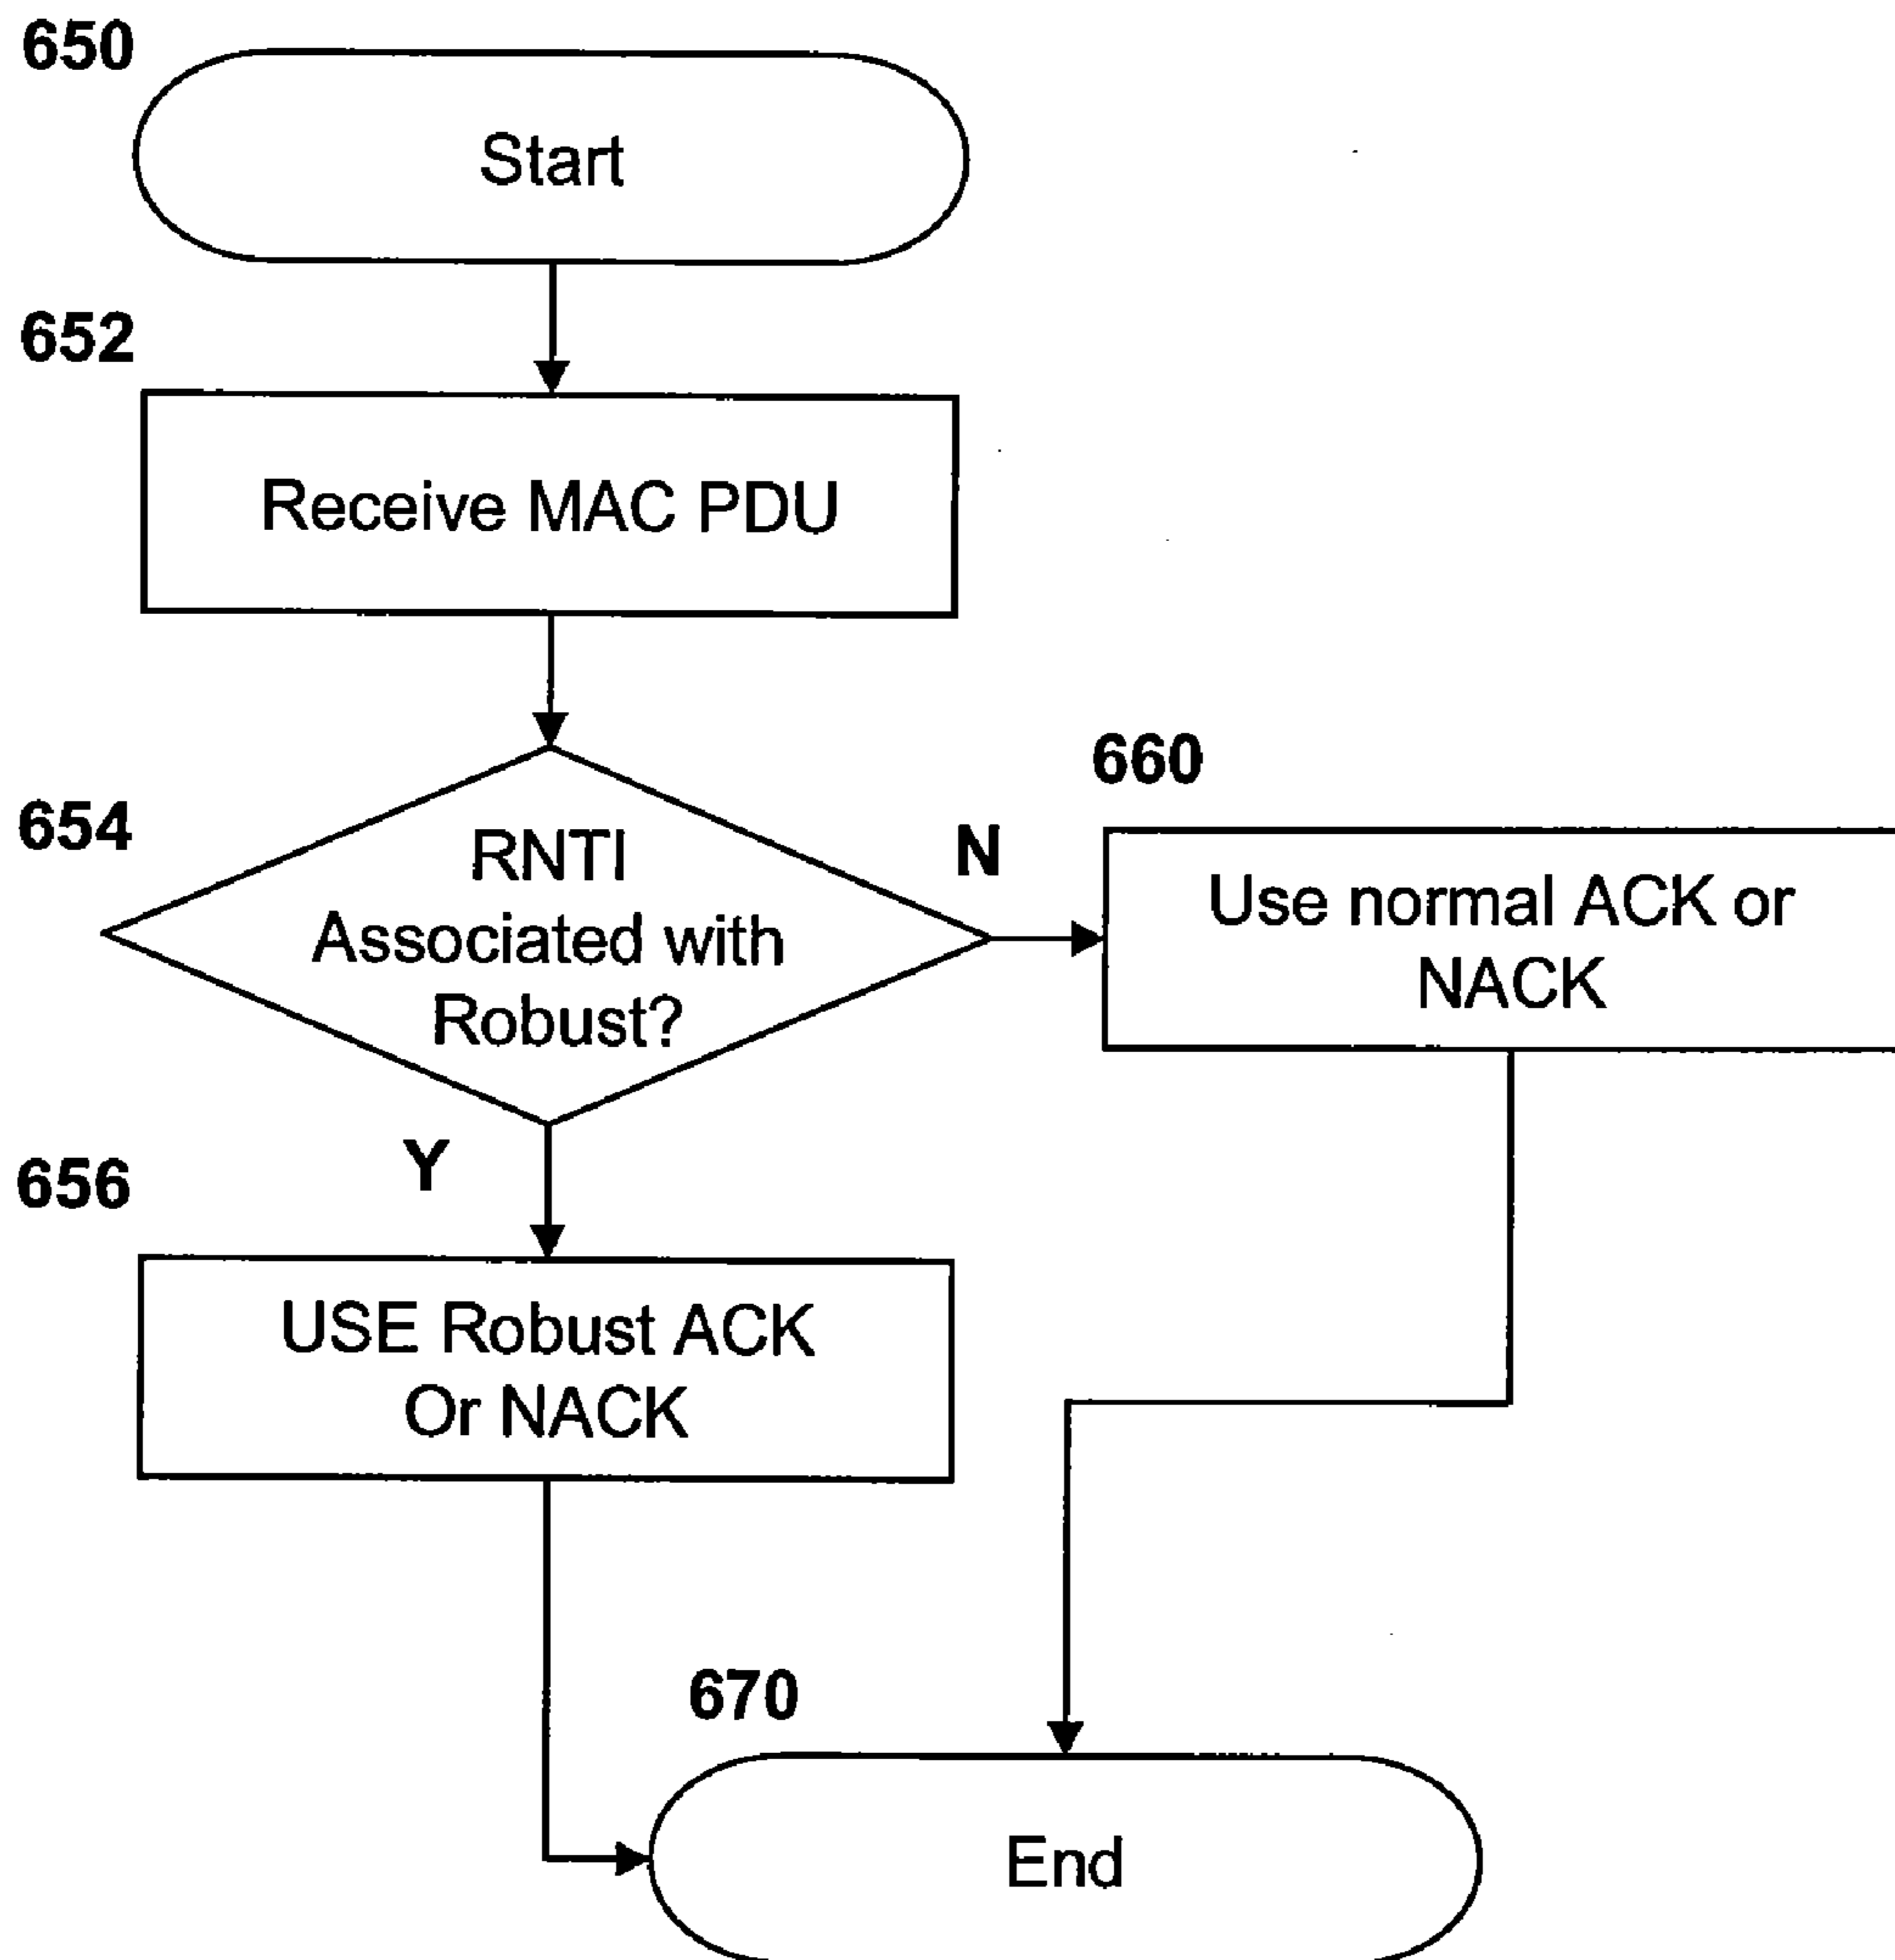 650
Start
652
Receive MAC PDU
654
RNTI
Associated with
Robust?
N
660
Use normal ACK or
NACK
Y
656
USE Robust ACK
Or NACK
670
End